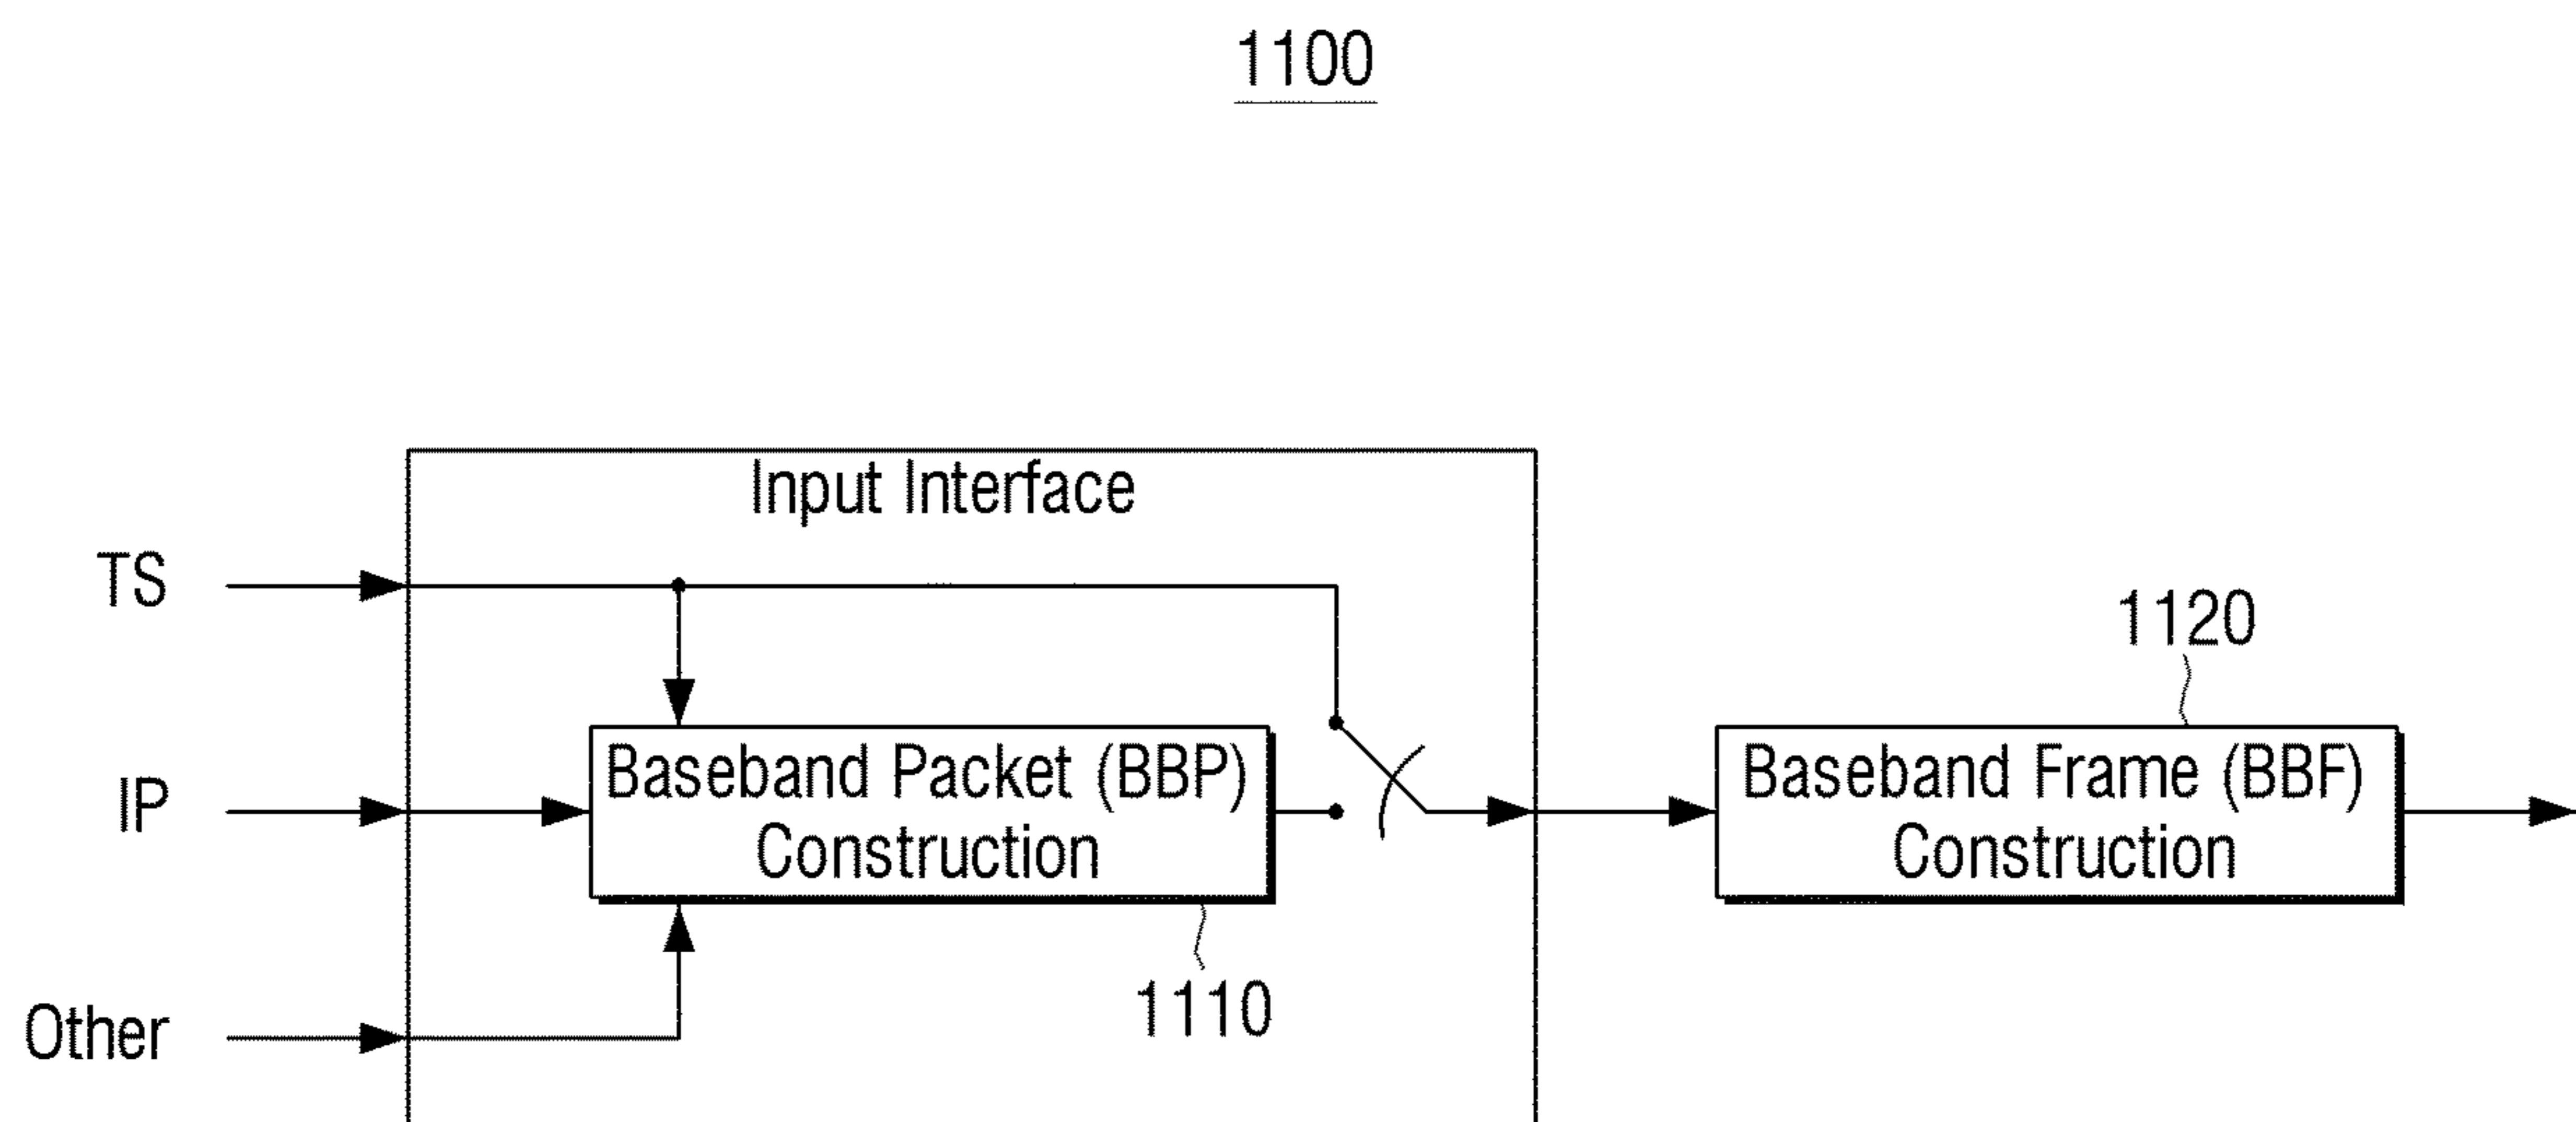 1100
Input Interface
TS
1120
Baseband Packet (BBP)
Construction
Baseband Frame (BBF)
Construction
IP
1110
Other